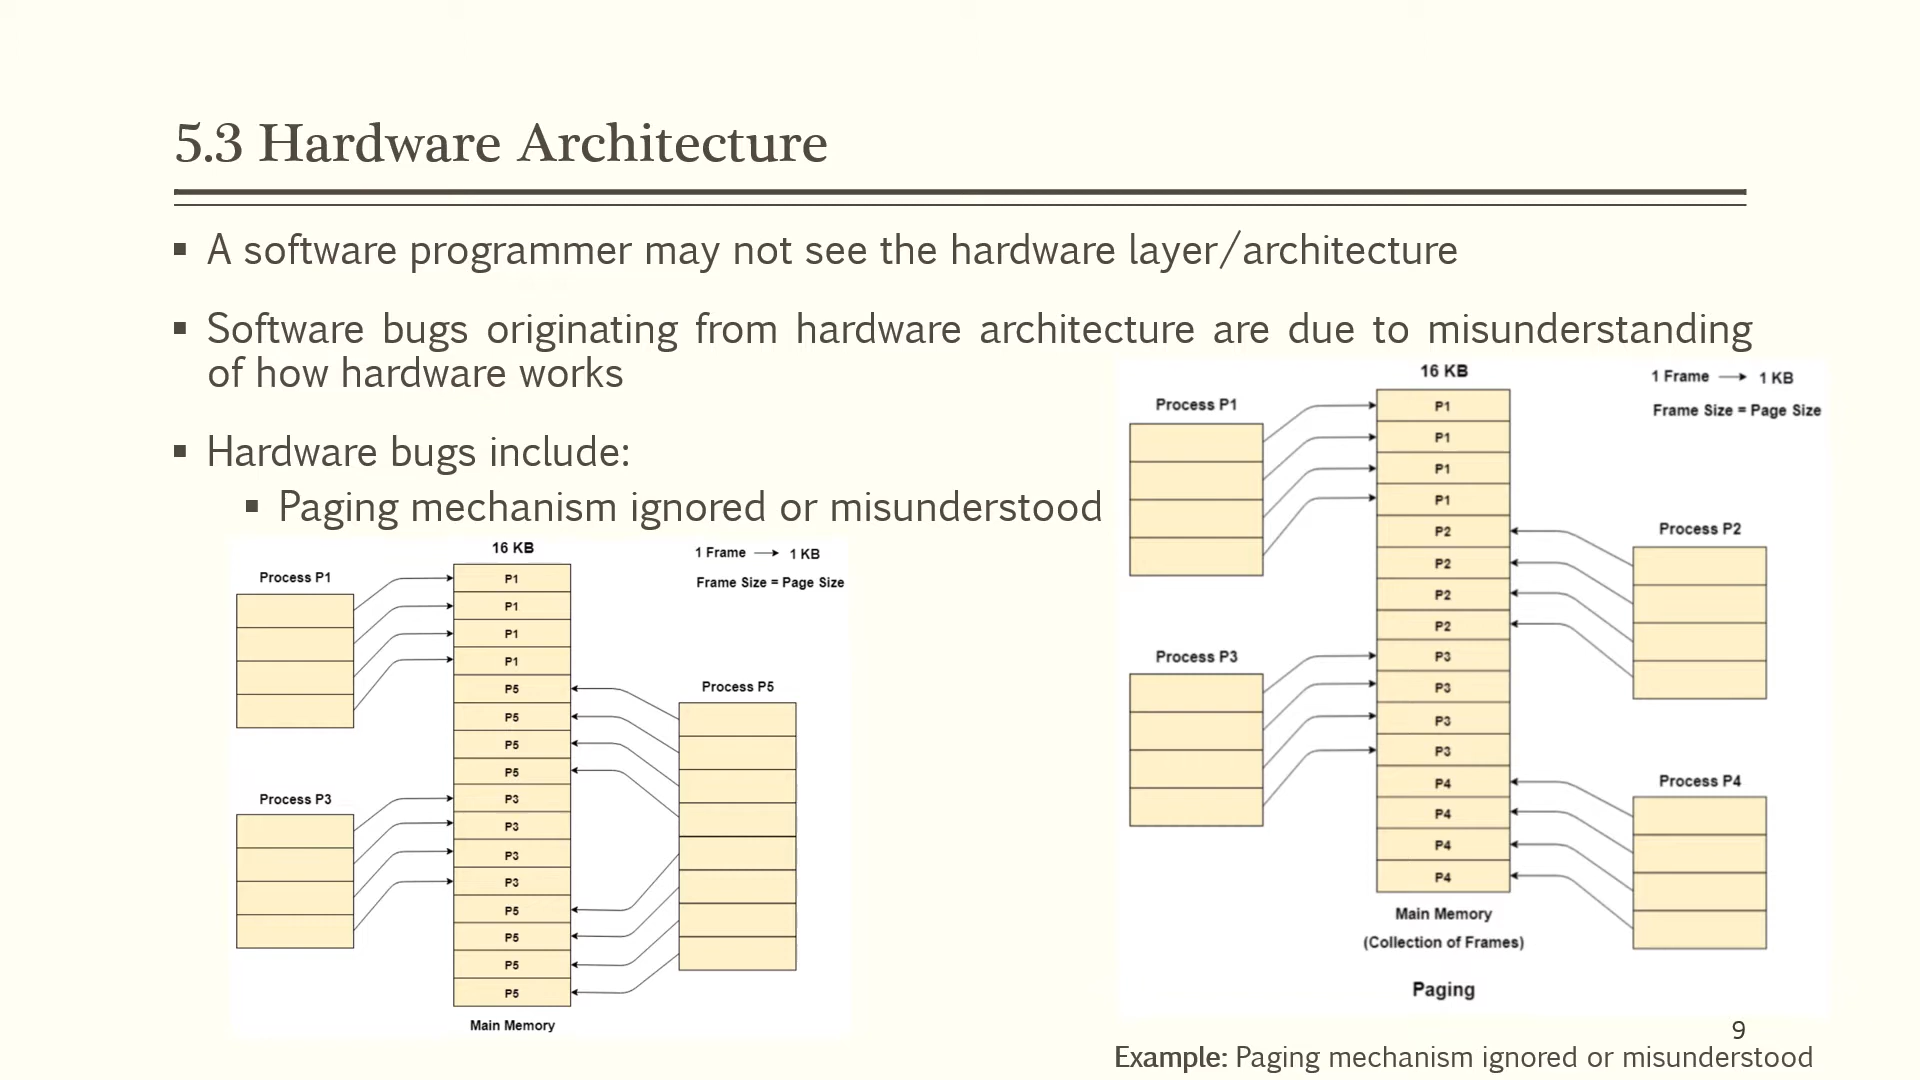 5.3 Hardware Architecture
▪ A software programmer may not see the hardware layer/architecture
▪ Software bugs originating from hardware architecture are due to misunderstanding
of how hardware works
▪ Hardware bugs include:
▪ Paging mechanism ignored or misunderstood
16 KB
1 Frame → 1 KB
Frame Size = Page Size
Process P1
P1
P1
P1
P1
P5
P5
P5
P5
P3
P3
P3
P3
P5
P5
P5
P5
Process P5
Process P3
Main Memory
16 KB
1 Frame → 1 KB
Frame Size = Page Size
Process P1
P1
P1
P1
P1
P2
P2
P2
P2
P3
P3
P3
P3
P4
P4
P4
P4
Process P2
Process P3
Process P4
Main Memory
(Collection of Frames)
Paging
9
Example: Paging mechanism ignored or misunderstood